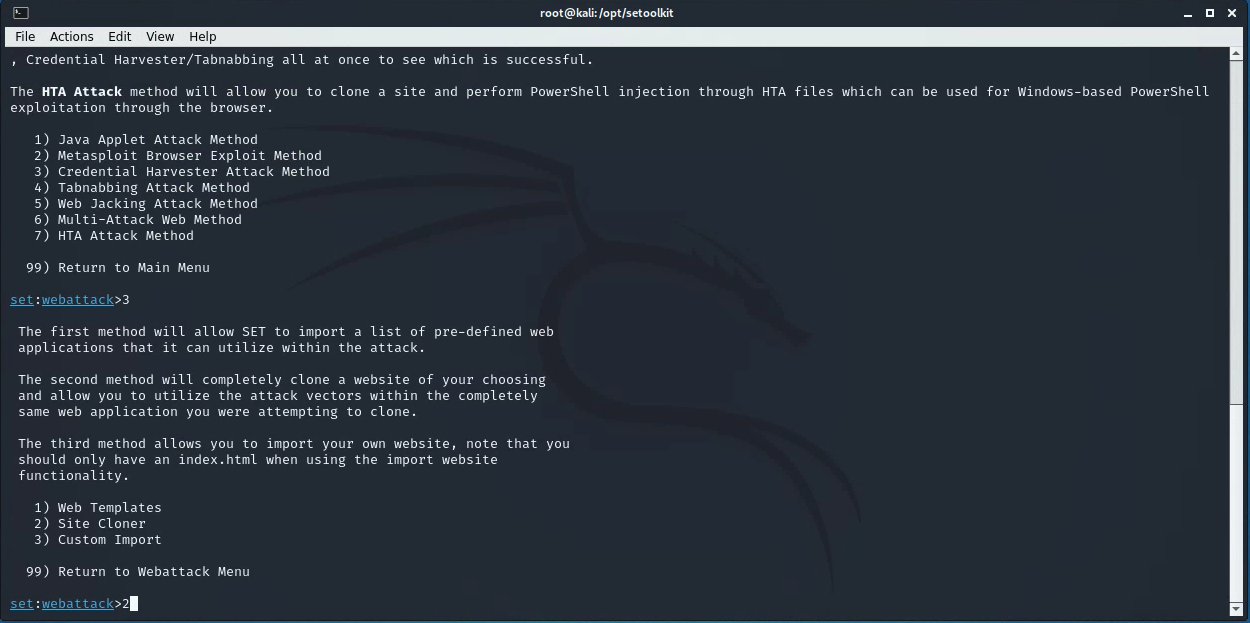 root@kali:/opt/setoolkit
File Actions Edit View Help
, Credential Harvester/Tabnabbing all at once to see which is successful.
The HTA Attack method will allow you to clone a site and perform PowerShell injection through HTA files which can be used for Windows-based PowerShell
exploitation through the browser.
1) Java Applet Attack Method
2) Metasploit Browser Exploit Method
3) Credential Harvester Attack Method
4) Tabnabbing Attack Method
5) Web Jacking Attack Method
6) Multi-Attack Web Method
7) HTA Attack Method
99) Return to Main Menu
set:webattack>3
The first method will allow SET to import a list of pre-defined web
applications that it can utilize within the attack.
The second method will completely clone a website of your choosing
and allow you to utilize the attack vectors within the completely
same web application you were attempting to clone.
The third method allows you to import your own website, note that you
should only have an index.html when using the import website
functionality.
1) Web Templates
2) Site Cloner
3) Custom Import
99) Return to Webattack Menu
set:webattack>2